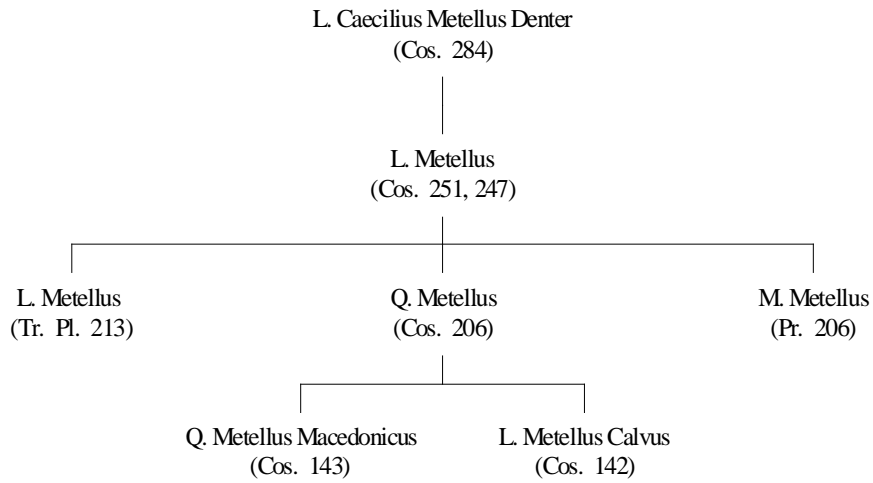 L. Caecilius Metellus Denter
(Cos. 284)
L. Metellus
(Cos. 251, 247)
L. Metellus
(Tr. Pl. 213)
Q. Metellus
(Cos. 206)
M. Metellus
(Pr. 206)
Q. Metellus Macedonicus
(Cos. 143)
L. Metellus Calvus
(Cos. 142)